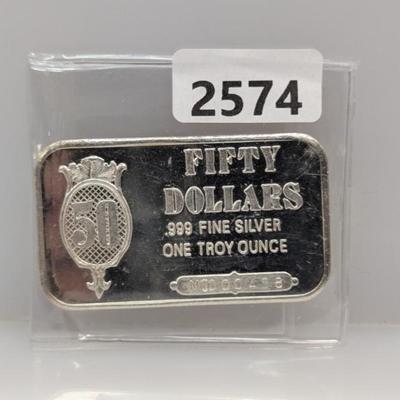 2574
FIFTY
50
DOLLARS
.999 FINE SILVER
ONE TROY OUNCE